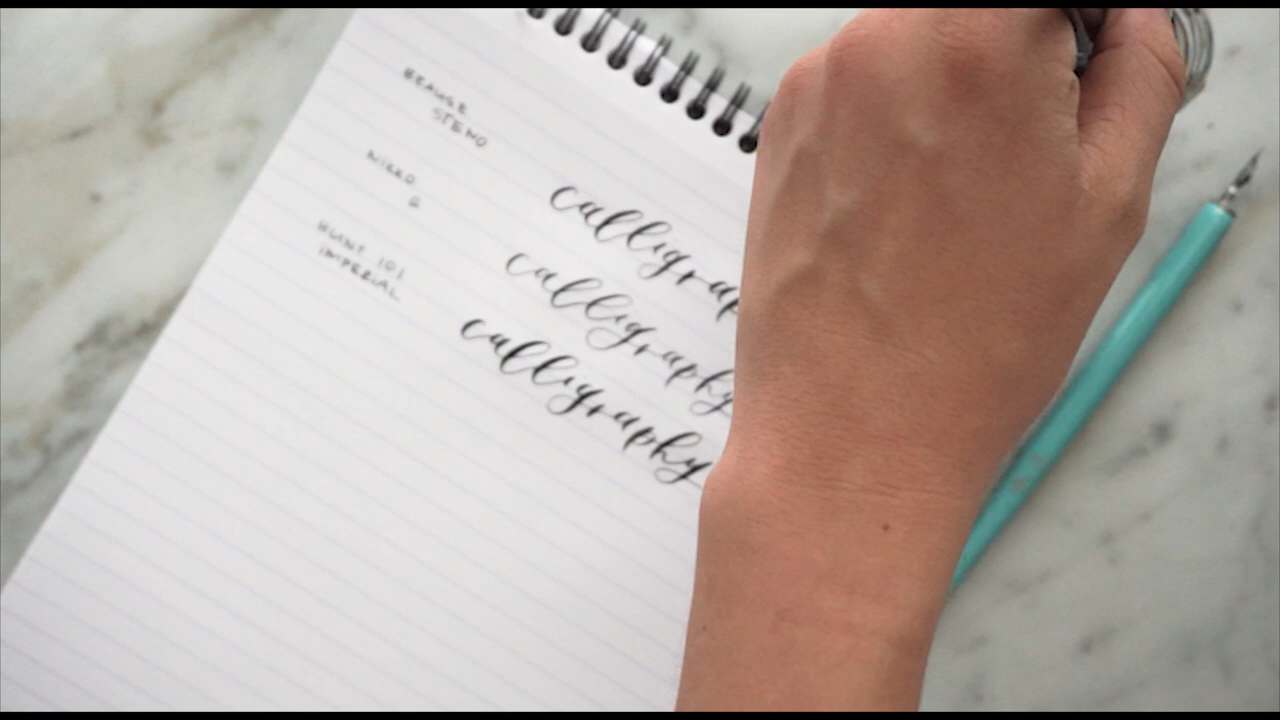 BRAUSE
STENO
calligrap
NIKKO
G
calligraphy
HUNT 101
IMPERIAL
calligraphy